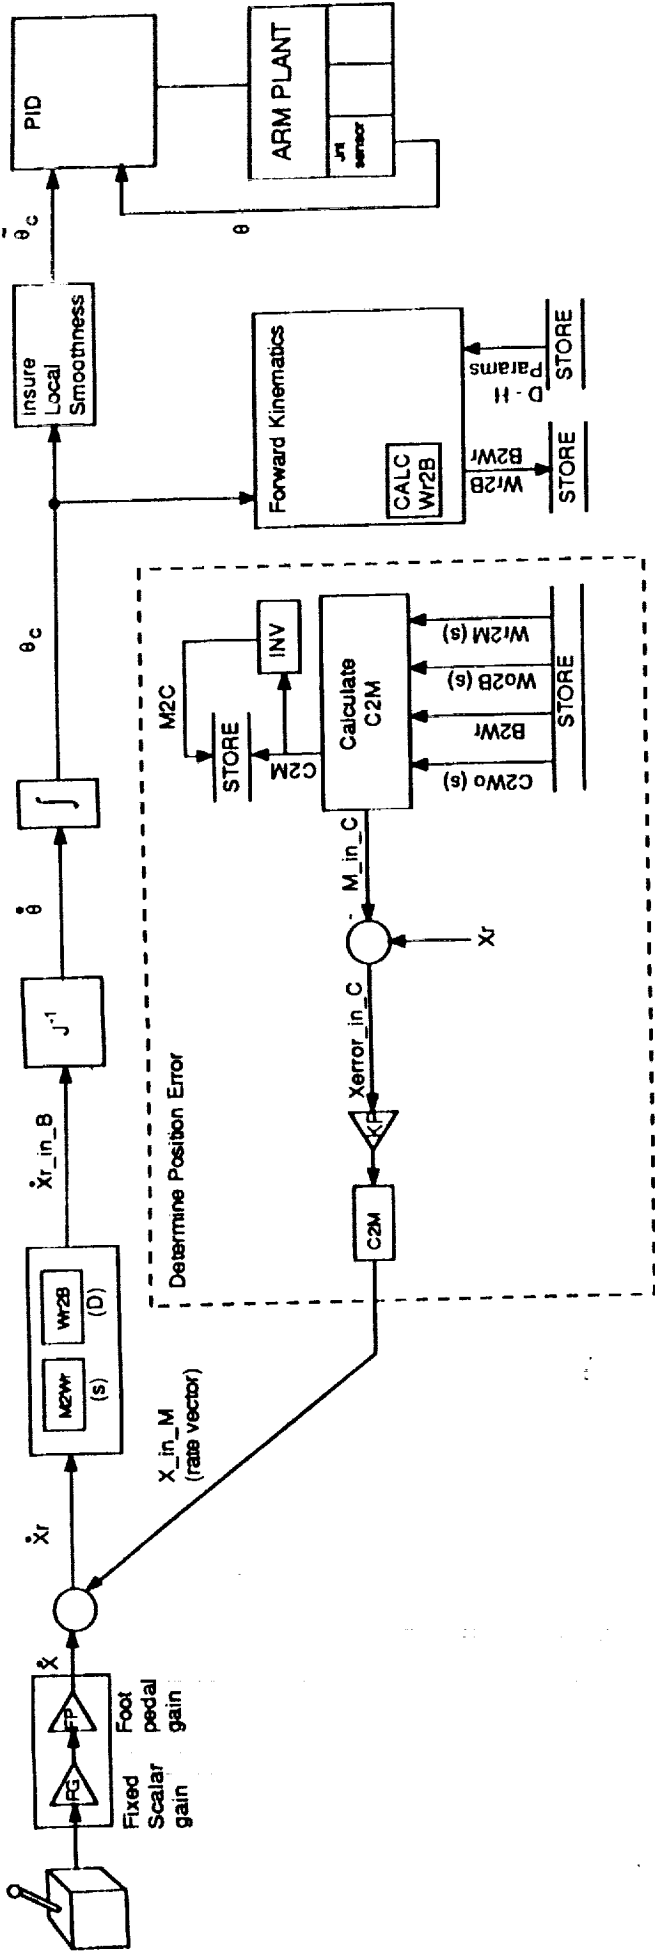 FG
FP
Fixed
Scalar
gain
Foot
pedal
gain
Ẋ
Ẋr
M2Wr
(s)
Wr2B
(D)
Ẋr_in_B
J⁻¹
θ̇
∫
θc
Insure
Local
Smoothness
θ̃c
PID
ARM PLANT
Jnt
sensor
θ
X_in_M
(rate vector)
Determine Position Error
C2M
KP
Xerror_in_C
-
Xr
M_in_C
Calculate
C2M
C2M
STORE
M2C
INV
C2Wo (s)
B2Wr
Wo2B (s)
Wr2M (s)
STORE
Forward Kinematics
CALC
Wr2B
Wr2B
B2Wr
STORE
D - H
Params
STORE